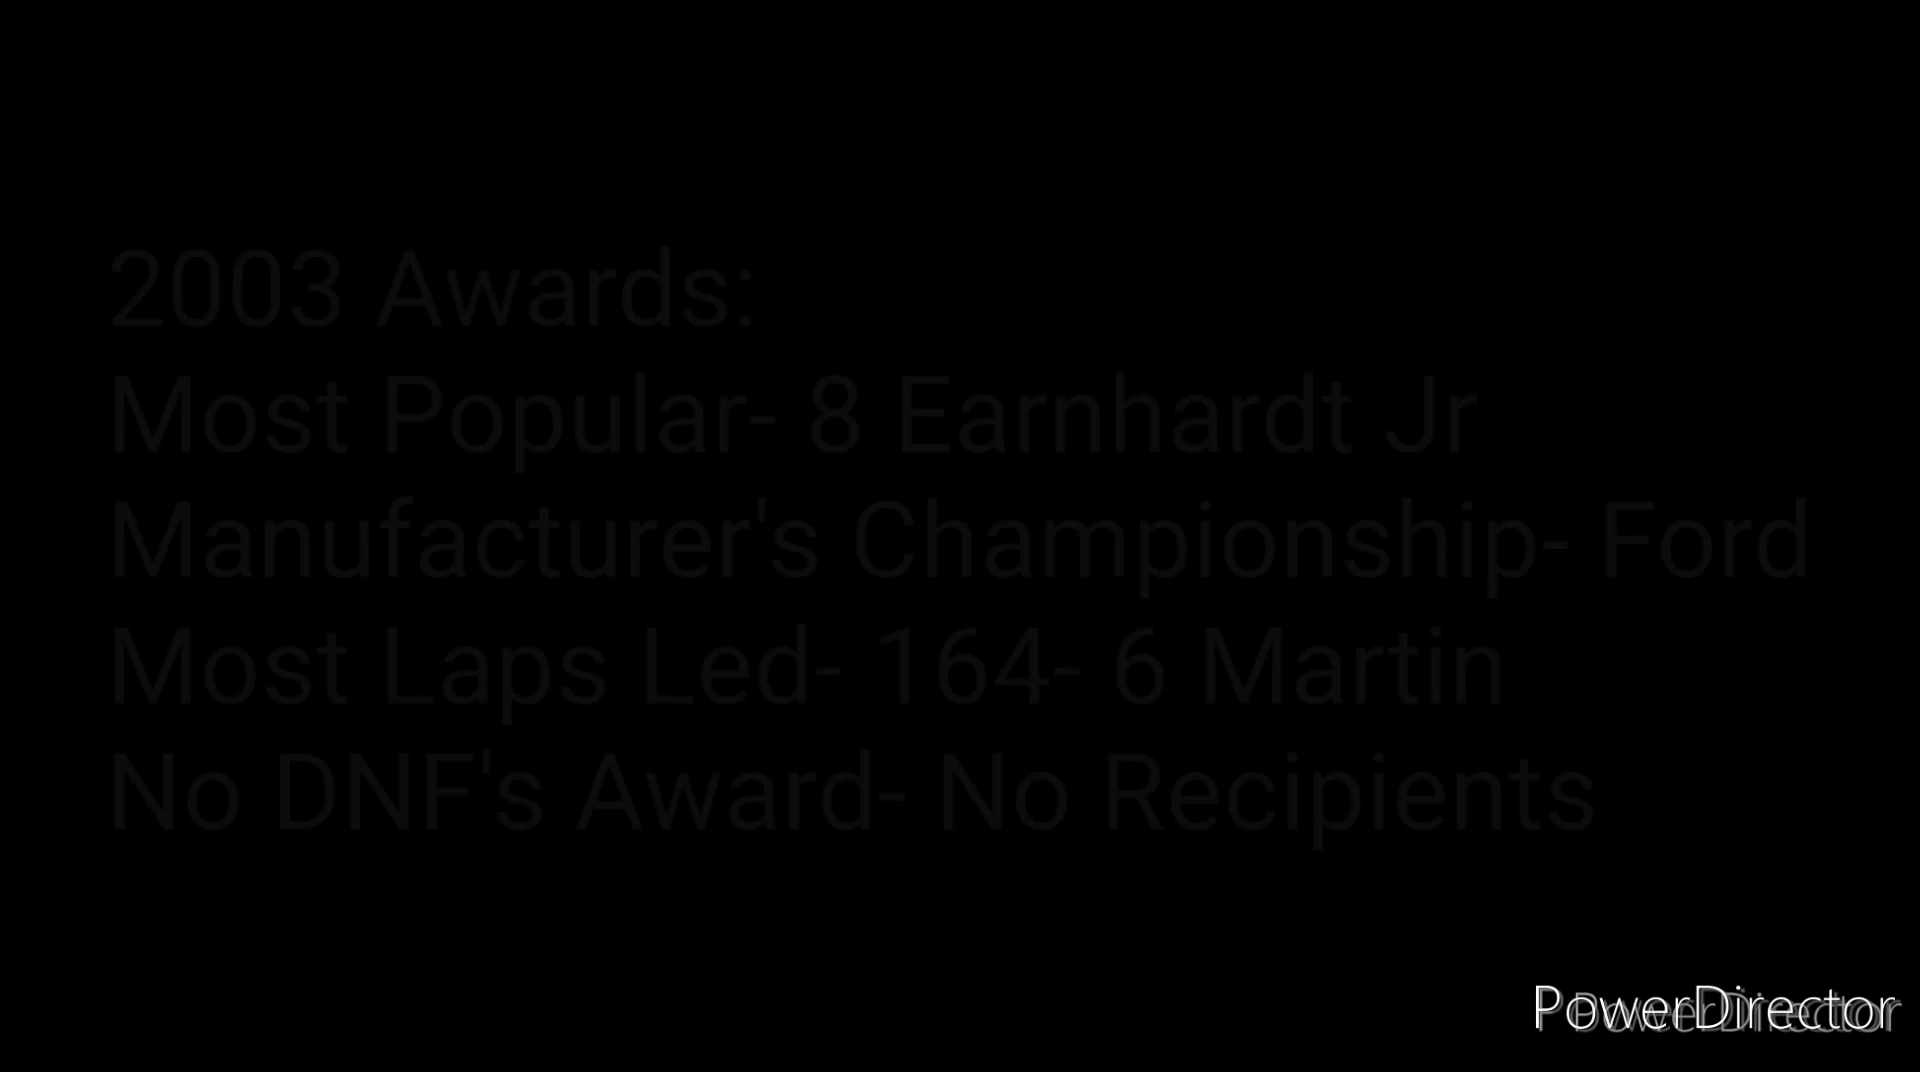 2003 Awards:
Most Popular- 8 Earnhardt Jr
Manufacturer's Championship- Ford
Most Laps Led- 164- 6 Martin
No DNF's Award- No Recipients
PowerDirector